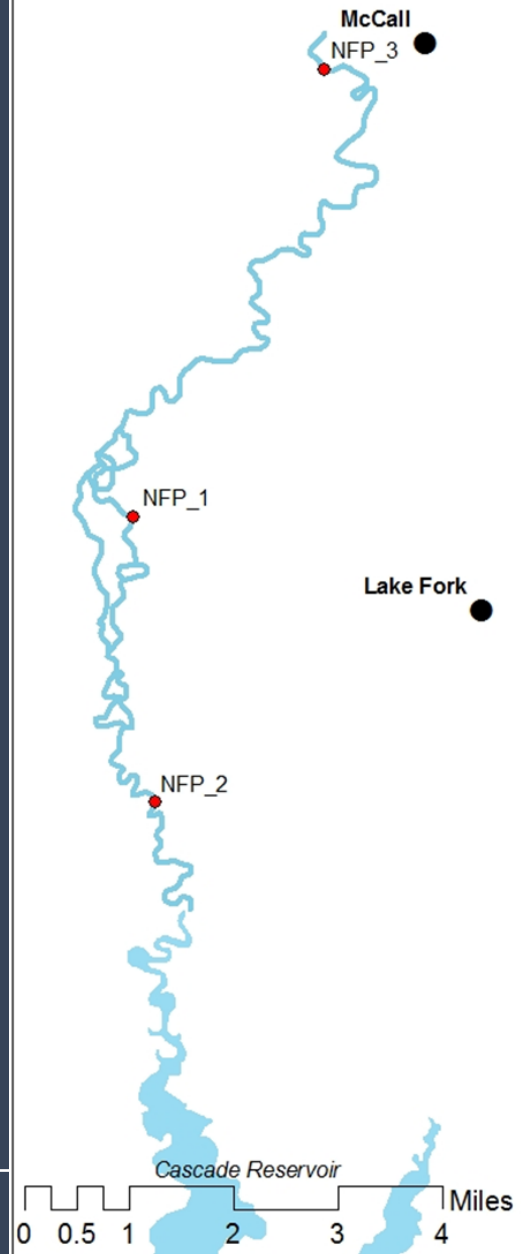 McCall
NFP_3
NFP_1
Lake Fork
NFP_2
Cascade Reservoir
Miles
0 0.5 1 2 3 4